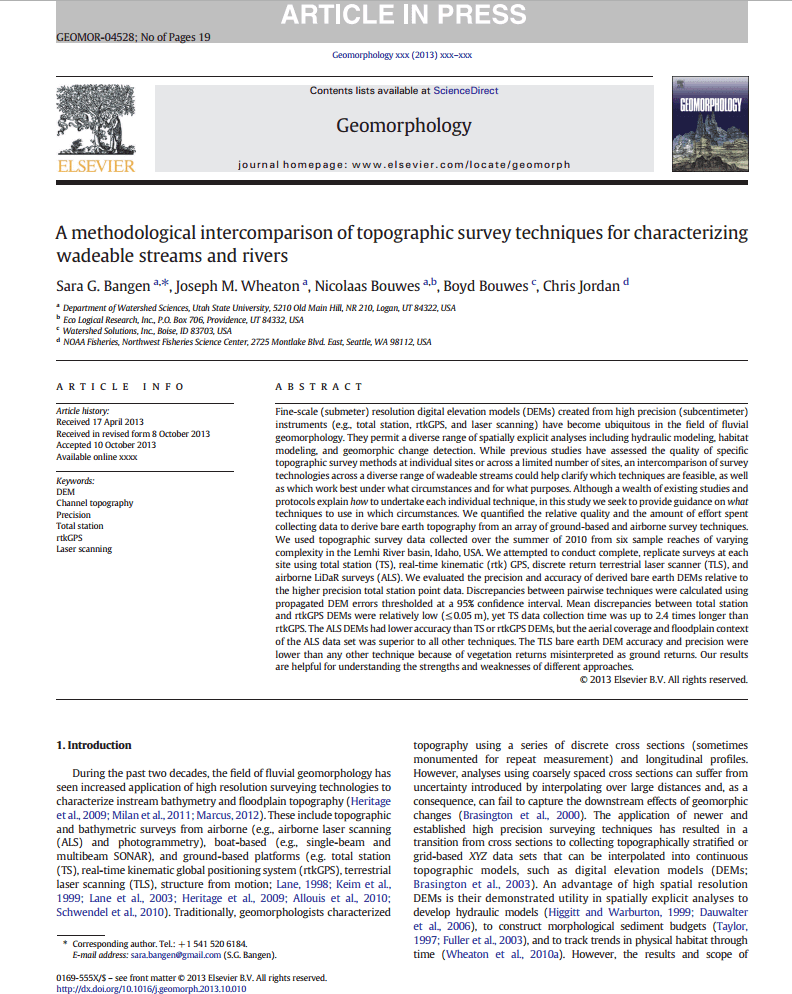 ARTICLE IN PRESS
GEOMOR-04528; No of Pages 19
Geomorphology xxx (2013) xxx–xxx
Contents lists available at ScienceDirect
Geomorphology
journal homepage: www.elsevier.com/locate/geomorph
ELSEVIER
GEOMORPHOLOGY
A methodological intercomparison of topographic survey techniques for characterizing
wadeable streams and rivers
Sara G. Bangen a,*, Joseph M. Wheaton a, Nicolaas Bouwes a,b, Boyd Bouwes c, Chris Jordan d
a Department of Watershed Sciences, Utah State University, 5210 Old Main Hill, NR 210, Logan, UT 84322, USA
b Eco Logical Research, Inc., P.O. Box 706, Providence, UT 84332, USA
c Watershed Solutions, Inc., Boise, ID 83703, USA
d NOAA Fisheries, Northwest Fisheries Science Center, 2725 Montlake Blvd. East, Seattle, WA 98112, USA
ARTICLE INFO
Article history:
Received 17 April 2013
Received in revised form 8 October 2013
Accepted 10 October 2013
Available online xxxx
Keywords:
DEM
Channel topography
Precision
Total station
rtkGPS
Laser scanning
ABSTRACT
Fine-scale (submeter) resolution digital elevation models (DEMs) created from high precision (subcentimeter)
instruments (e.g., total station, rtkGPS, and laser scanning) have become ubiquitous in the field of fluvial
geomorphology. They permit a diverse range of spatially explicit analyses including hydraulic modeling, habitat
modeling, and geomorphic change detection. While previous studies have assessed the quality of specific
topographic survey methods at individual sites or across a limited number of sites, an intercomparison of survey
technologies across a diverse range of wadeable streams could help clarify which techniques are feasible, as well
as which work best under what circumstances and for what purposes. Although a wealth of existing studies and
protocols explain how to undertake each individual technique, in this study we seek to provide guidance on what
techniques to use in which circumstances. We quantified the relative quality and the amount of effort spent
collecting data to derive bare earth topography from an array of ground-based and airborne survey techniques.
We used topographic survey data collected over the summer of 2010 from six sample reaches of varying
complexity in the Lemhi River basin, Idaho, USA. We attempted to conduct complete, replicate surveys at each
site using total station (TS), real-time kinematic (rtk) GPS, discrete return terrestrial laser scanner (TLS), and
airborne LiDaR surveys (ALS). We evaluated the precision and accuracy of derived bare earth DEMs relative to
the higher precision total station point data. Discrepancies between pairwise techniques were calculated using
propagated DEM errors thresholded at a 95% confidence interval. Mean discrepancies between total station
and rtkGPS DEMs were relatively low (≤0.05 m), yet TS data collection time was up to 2.4 times longer than
rtkGPS. The ALS DEMs had lower accuracy than TS or rtkGPS DEMs, but the aerial coverage and floodplain context
of the ALS data set was superior to all other techniques. The TLS bare earth DEM accuracy and precision were
lower than any other technique because of vegetation returns misinterpreted as ground returns. Our results
are helpful for understanding the strengths and weaknesses of different approaches.
© 2013 Elsevier B.V. All rights reserved.
1. Introduction
During the past two decades, the field of fluvial geomorphology has
seen increased application of high resolution surveying technologies to
characterize instream bathymetry and floodplain topography (Heritage
et al., 2009; Milan et al., 2011; Marcus, 2012). These include topographic
and bathymetric surveys from airborne (e.g., airborne laser scanning
(ALS) and photogrammetry), boat-based (e.g., single-beam and
multibeam SONAR), and ground-based platforms (e.g. total station
(TS), real-time kinematic global positioning system (rtkGPS), terrestrial
laser scanning (TLS), structure from motion; Lane, 1998; Keim et al.,
1999; Lane et al., 2003; Heritage et al., 2009; Allouis et al., 2010;
Schwendel et al., 2010). Traditionally, geomorphologists characterized
topography using a series of discrete cross sections (sometimes
monumented for repeat measurement) and longitudinal profiles.
However, analyses using coarsely spaced cross sections can suffer from
uncertainty introduced by interpolating over large distances and, as a
consequence, can fail to capture the downstream effects of geomorphic
changes (Brasington et al., 2000). The application of newer and
established high precision surveying techniques has resulted in a
transition from cross sections to collecting topographically stratified or
grid-based XYZ data sets that can be interpolated into continuous
topographic models, such as digital elevation models (DEMs;
Brasington et al., 2003). An advantage of high spatial resolution
DEMs is their demonstrated utility in spatially explicit analyses to
develop hydraulic models (Higgitt and Warburton, 1999; Dauwalter
et al., 2006), to construct morphological sediment budgets (Taylor,
1997; Fuller et al., 2003), and to track trends in physical habitat through
time (Wheaton et al., 2010a). However, the results and scope of
* Corresponding author. Tel.: +1 541 520 6184.
E-mail address: sara.bangen@gmail.com (S.G. Bangen).
0169-555X/$ – see front matter © 2013 Elsevier B.V. All rights reserved.
http://dx.doi.org/10.1016/j.geomorph.2013.10.010